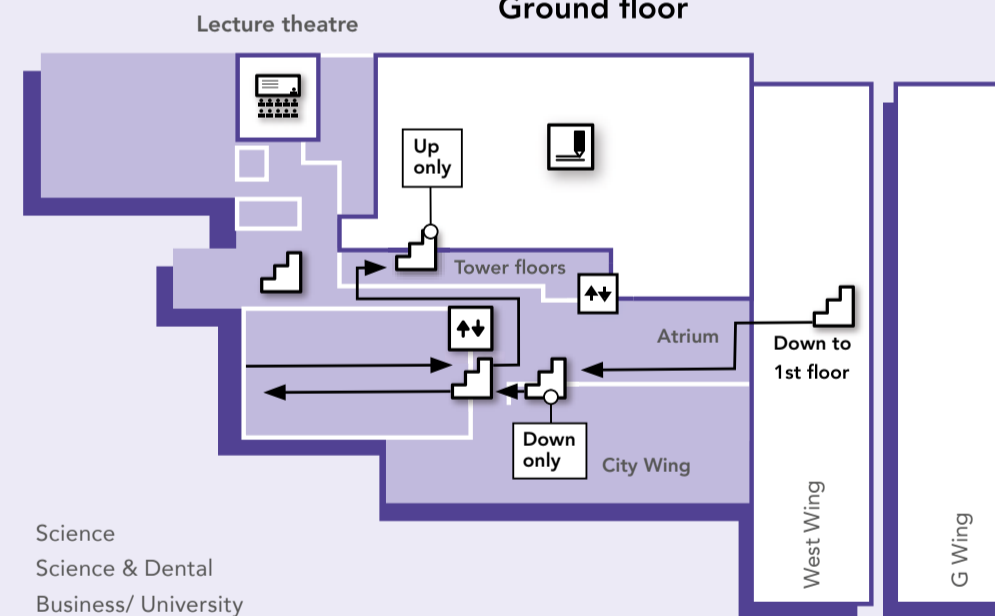 Ground floor
Lecture theatre
Up
only
Tower floors
Atrium
Down to
1st floor
Down
only
City Wing
West Wing
G Wing
Science
Science & Dental
Business/ University